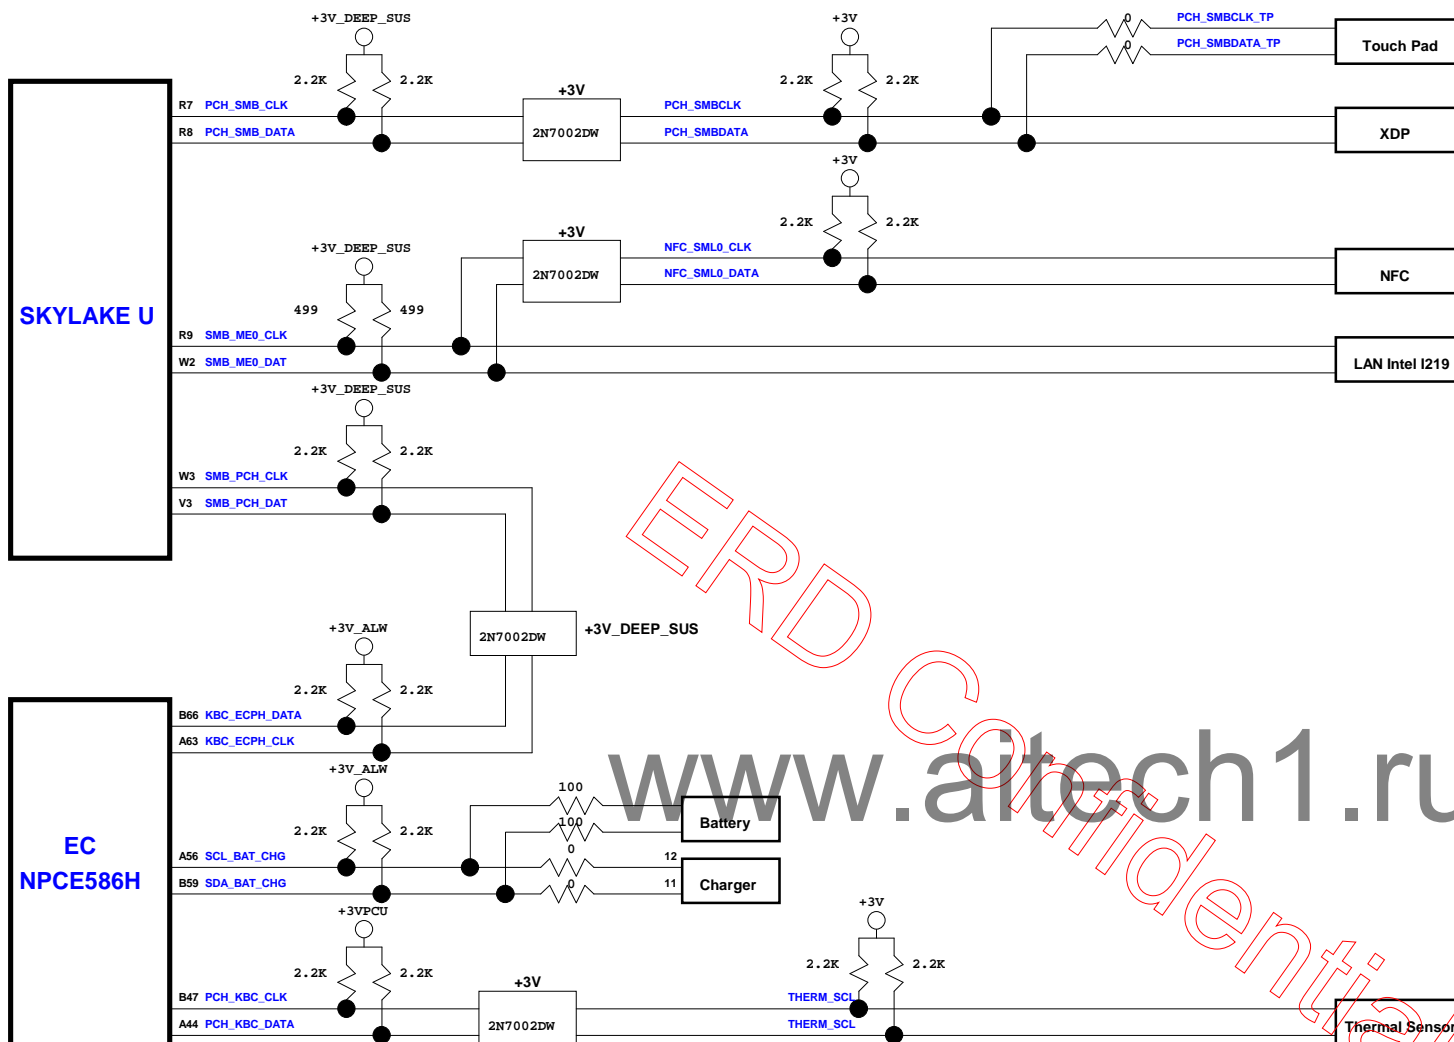 +3V_DEEP_SUS
+3V
0 PCH_SMBCLK_TP
0 PCH_SMBDATA_TP
Touch Pad
2.2K 2.2K
2.2K 2.2K
+3V
R7 PCH_SMB_CLK
PCH_SMBCLK
R8 PCH_SMB_DATA
2N7002DW
PCH_SMBDATA
XDP
+3V
2.2K 2.2K
+3V
+3V_DEEP_SUS
NFC_SML0_CLK
2N7002DW
NFC_SML0_DATA
NFC
499 499
SKYLAKE U
R9 SMB_ME0_CLK
W2 SMB_ME0_DAT
LAN Intel I219
+3V_DEEP_SUS
2.2K 2.2K
W3 SMB_PCH_CLK
V3 SMB_PCH_DAT
ERD Confidential
+3V_ALW
2N7002DW
+3V_DEEP_SUS
2.2K 2.2K
B66 KBC_ECPH_DATA
A63 KBC_ECPH_CLK
www.aitech1.ru
+3V_ALW
100
100
Battery
2.2K 2.2K
EC
NPCE586H
A56 SCL_BAT_CHG
0
12
B59 SDA_BAT_CHG
0
11
Charger
+3VPCU
+3V
2.2K 2.2K
2.2K 2.2K
+3V
B47 PCH_KBC_CLK
THERM_SCL
A44 PCH_KBC_DATA
2N7002DW
THERM_SCL
Thermal Sensor